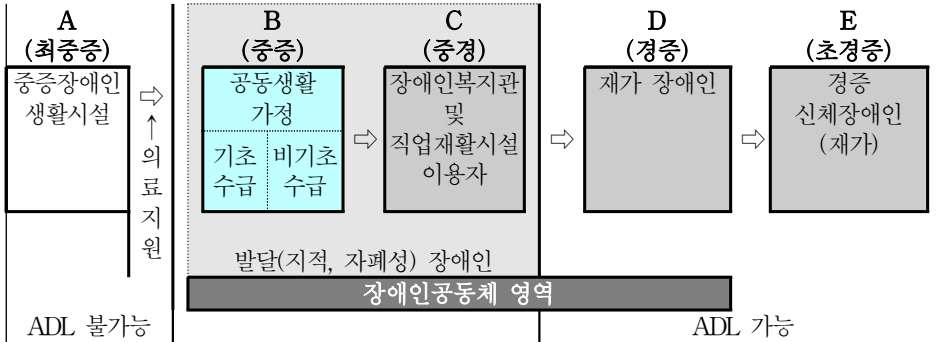 A
(최중증)
B
(중증)
C
(중경)
D
(경증)
E
(초경증)
중증장애인
생활시설
⇨
↑
의
료
지
원
공동생활
가정
기초
수급
비기초
수급
⇨
장애인복지관
및
직업재활시설
이용자
⇨
재가 장애인
⇨
경증
신체장애인
(재가)
발달(지적, 자폐성) 장애인
장애인공동체 영역
ADL 불가능
ADL 가능